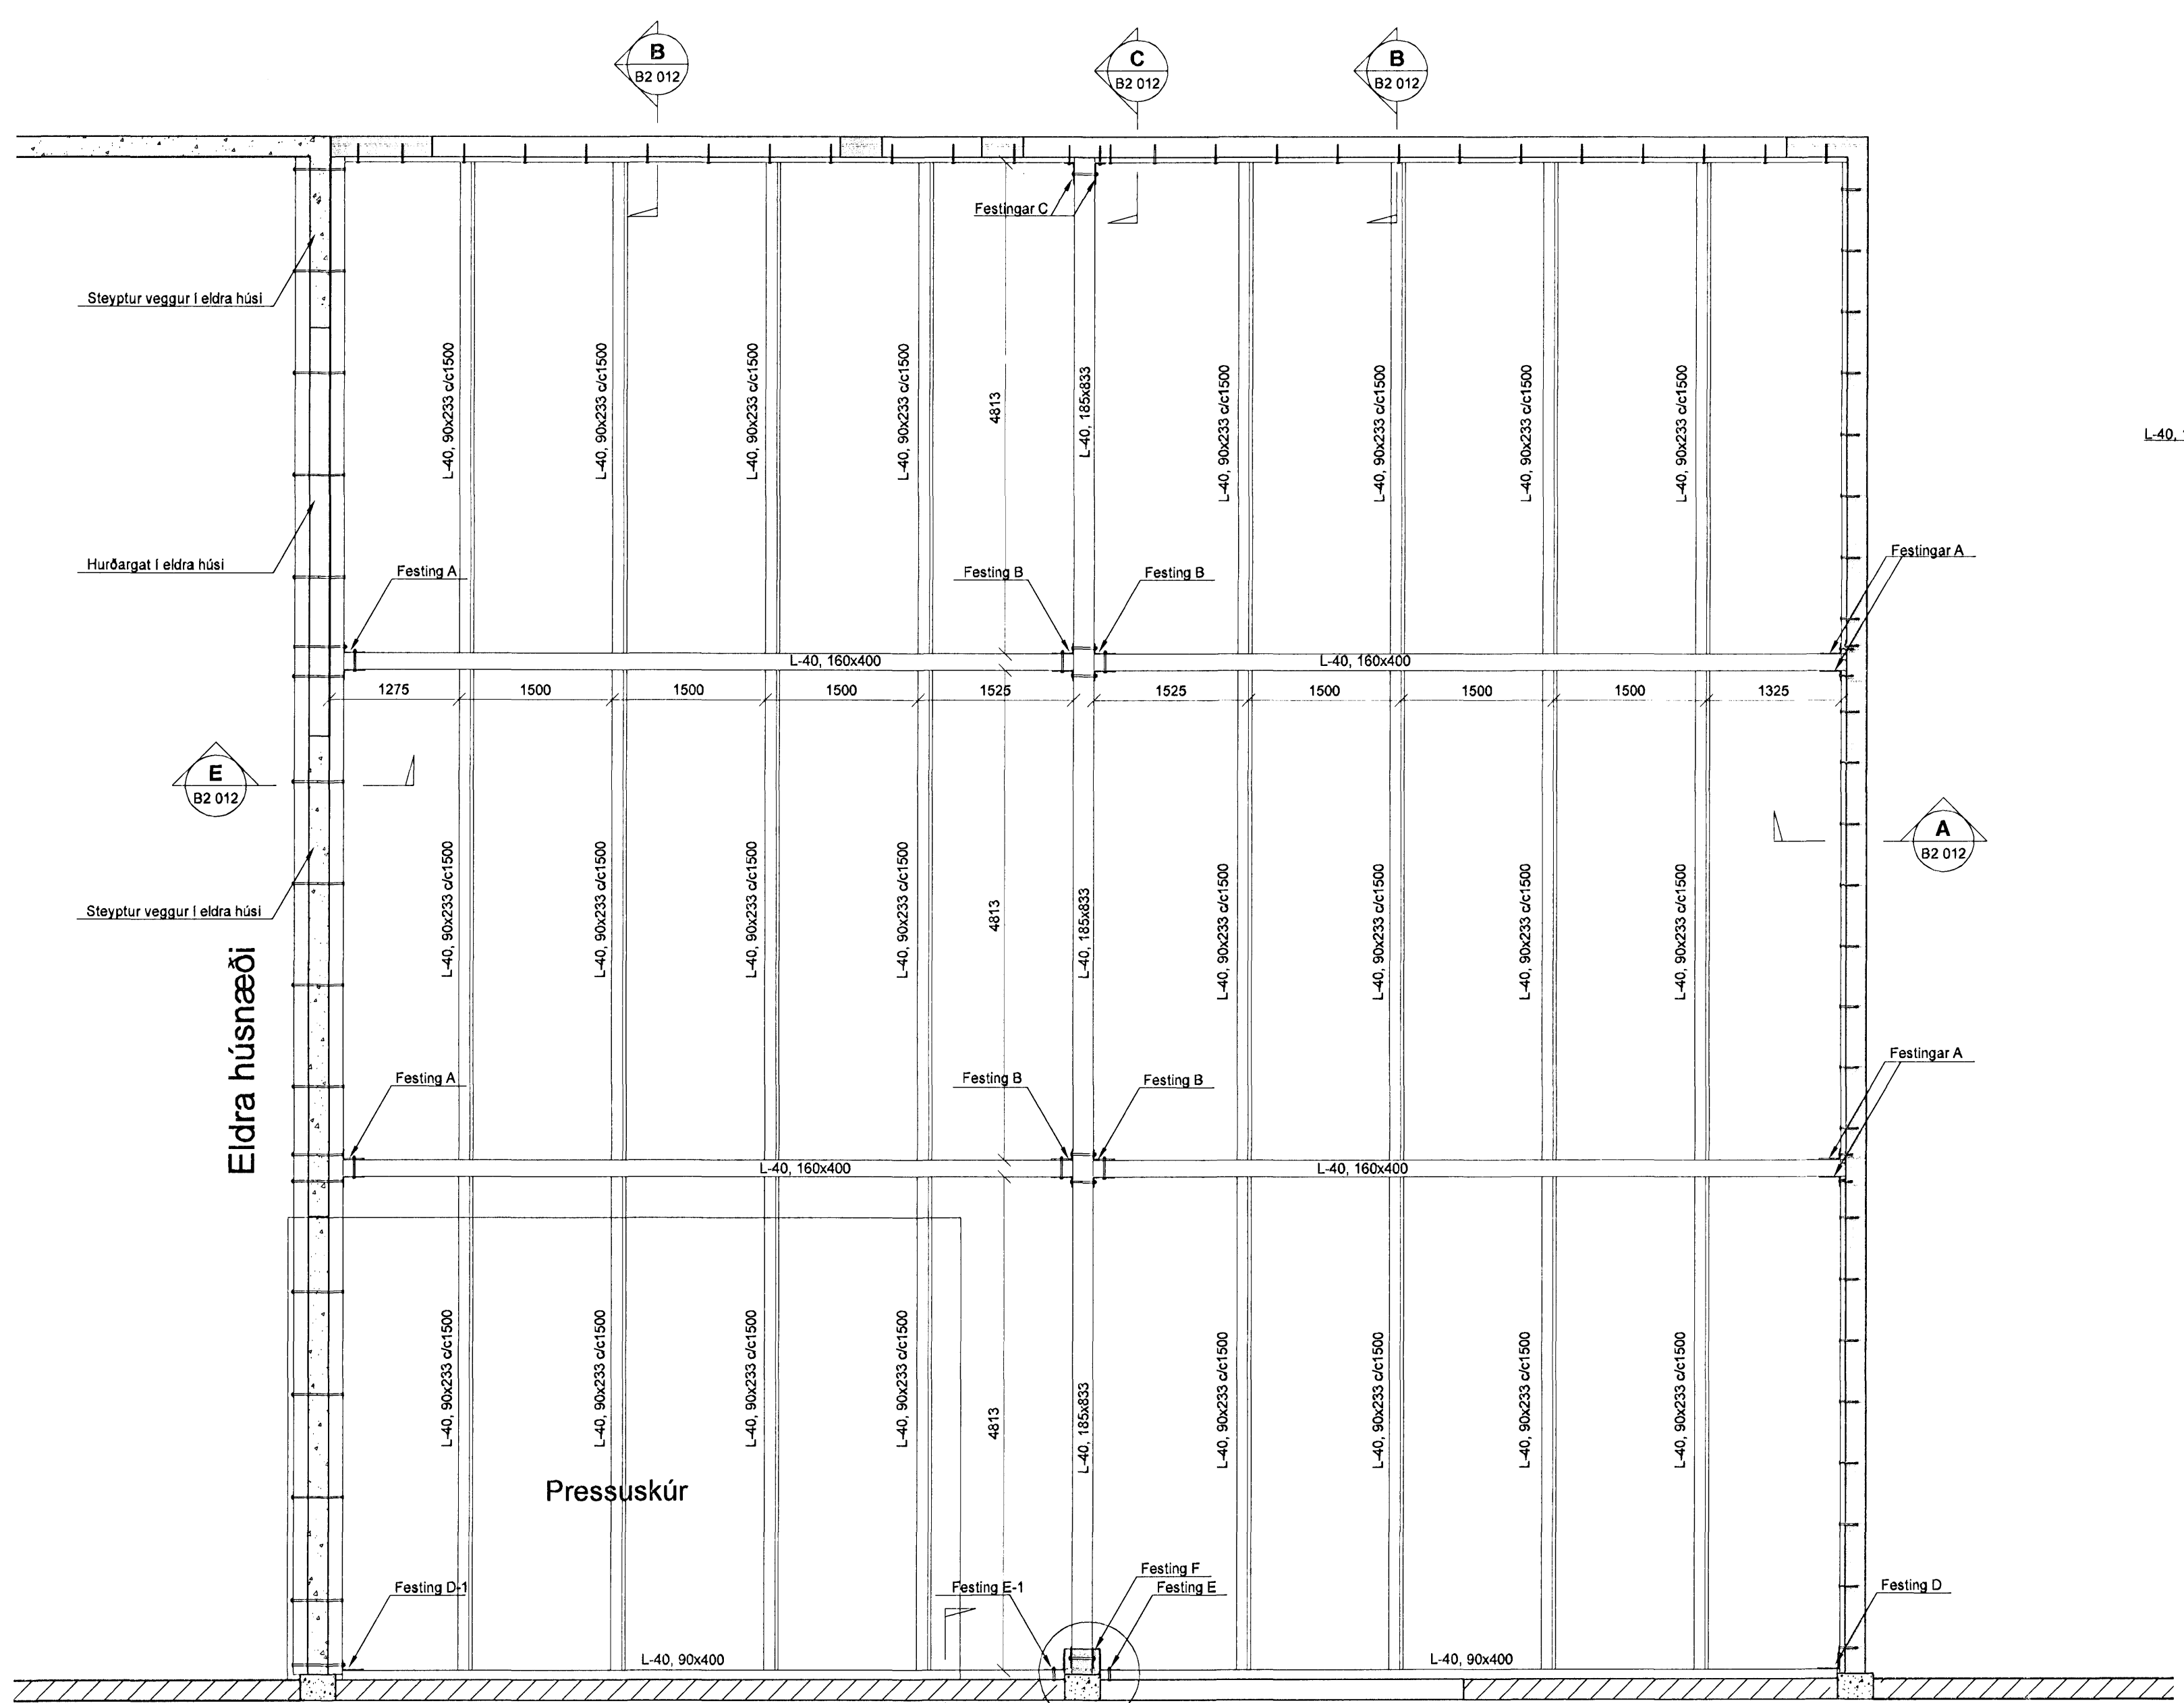 B
B2 012
C
B2 012
B
B2 012
Festingar C
Steyptur veggur í eldra húsi
L-40, 90x233 c/c1500
L-40, 90x233 c/c1500
L-40, 90x233 c/c1500
L-40, 90x233 c/c1500
4813
L-40, 185x833
L-40, 90x233 c/c1500
L-40, 90x233 c/c1500
L-40, 90x233 c/c1500
L-40, 90x233 c/c1500
L-40,
Hurðargat í eldra húsi
Festing A
Festing B
Festing B
Festingar A
L-40, 160x400
L-40, 160x400
1275
1500
1500
1500
1525
1525
1500
1500
1500
1325
E
B2 012
A
B2 012
Steyptur veggur í eldra húsi
L-40, 90x233 c/c1500
L-40, 90x233 c/c1500
L-40, 90x233 c/c1500
L-40, 90x233 c/c1500
4813
L-40, 185x833
L-40, 90x233 c/c1500
L-40, 90x233 c/c1500
L-40, 90x233 c/c1500
L-40, 90x233 c/c1500
Eldra húsnæði
Festing A
Festing B
Festing B
Festingar A
L-40, 160x400
L-40, 160x400
L-40, 90x233 c/c1500
L-40, 90x233 c/c1500
L-40, 90x233 c/c1500
L-40, 90x233 c/c1500
4813
L-40, 185x833
L-40, 90x233 c/c1500
L-40, 90x233 c/c1500
L-40, 90x233 c/c1500
L-40, 90x233 c/c1500
Pressuskúr
Festing F
Festing D-1
Festing E-1
Festing E
Festing D
L-40, 90x400
L-40, 90x400